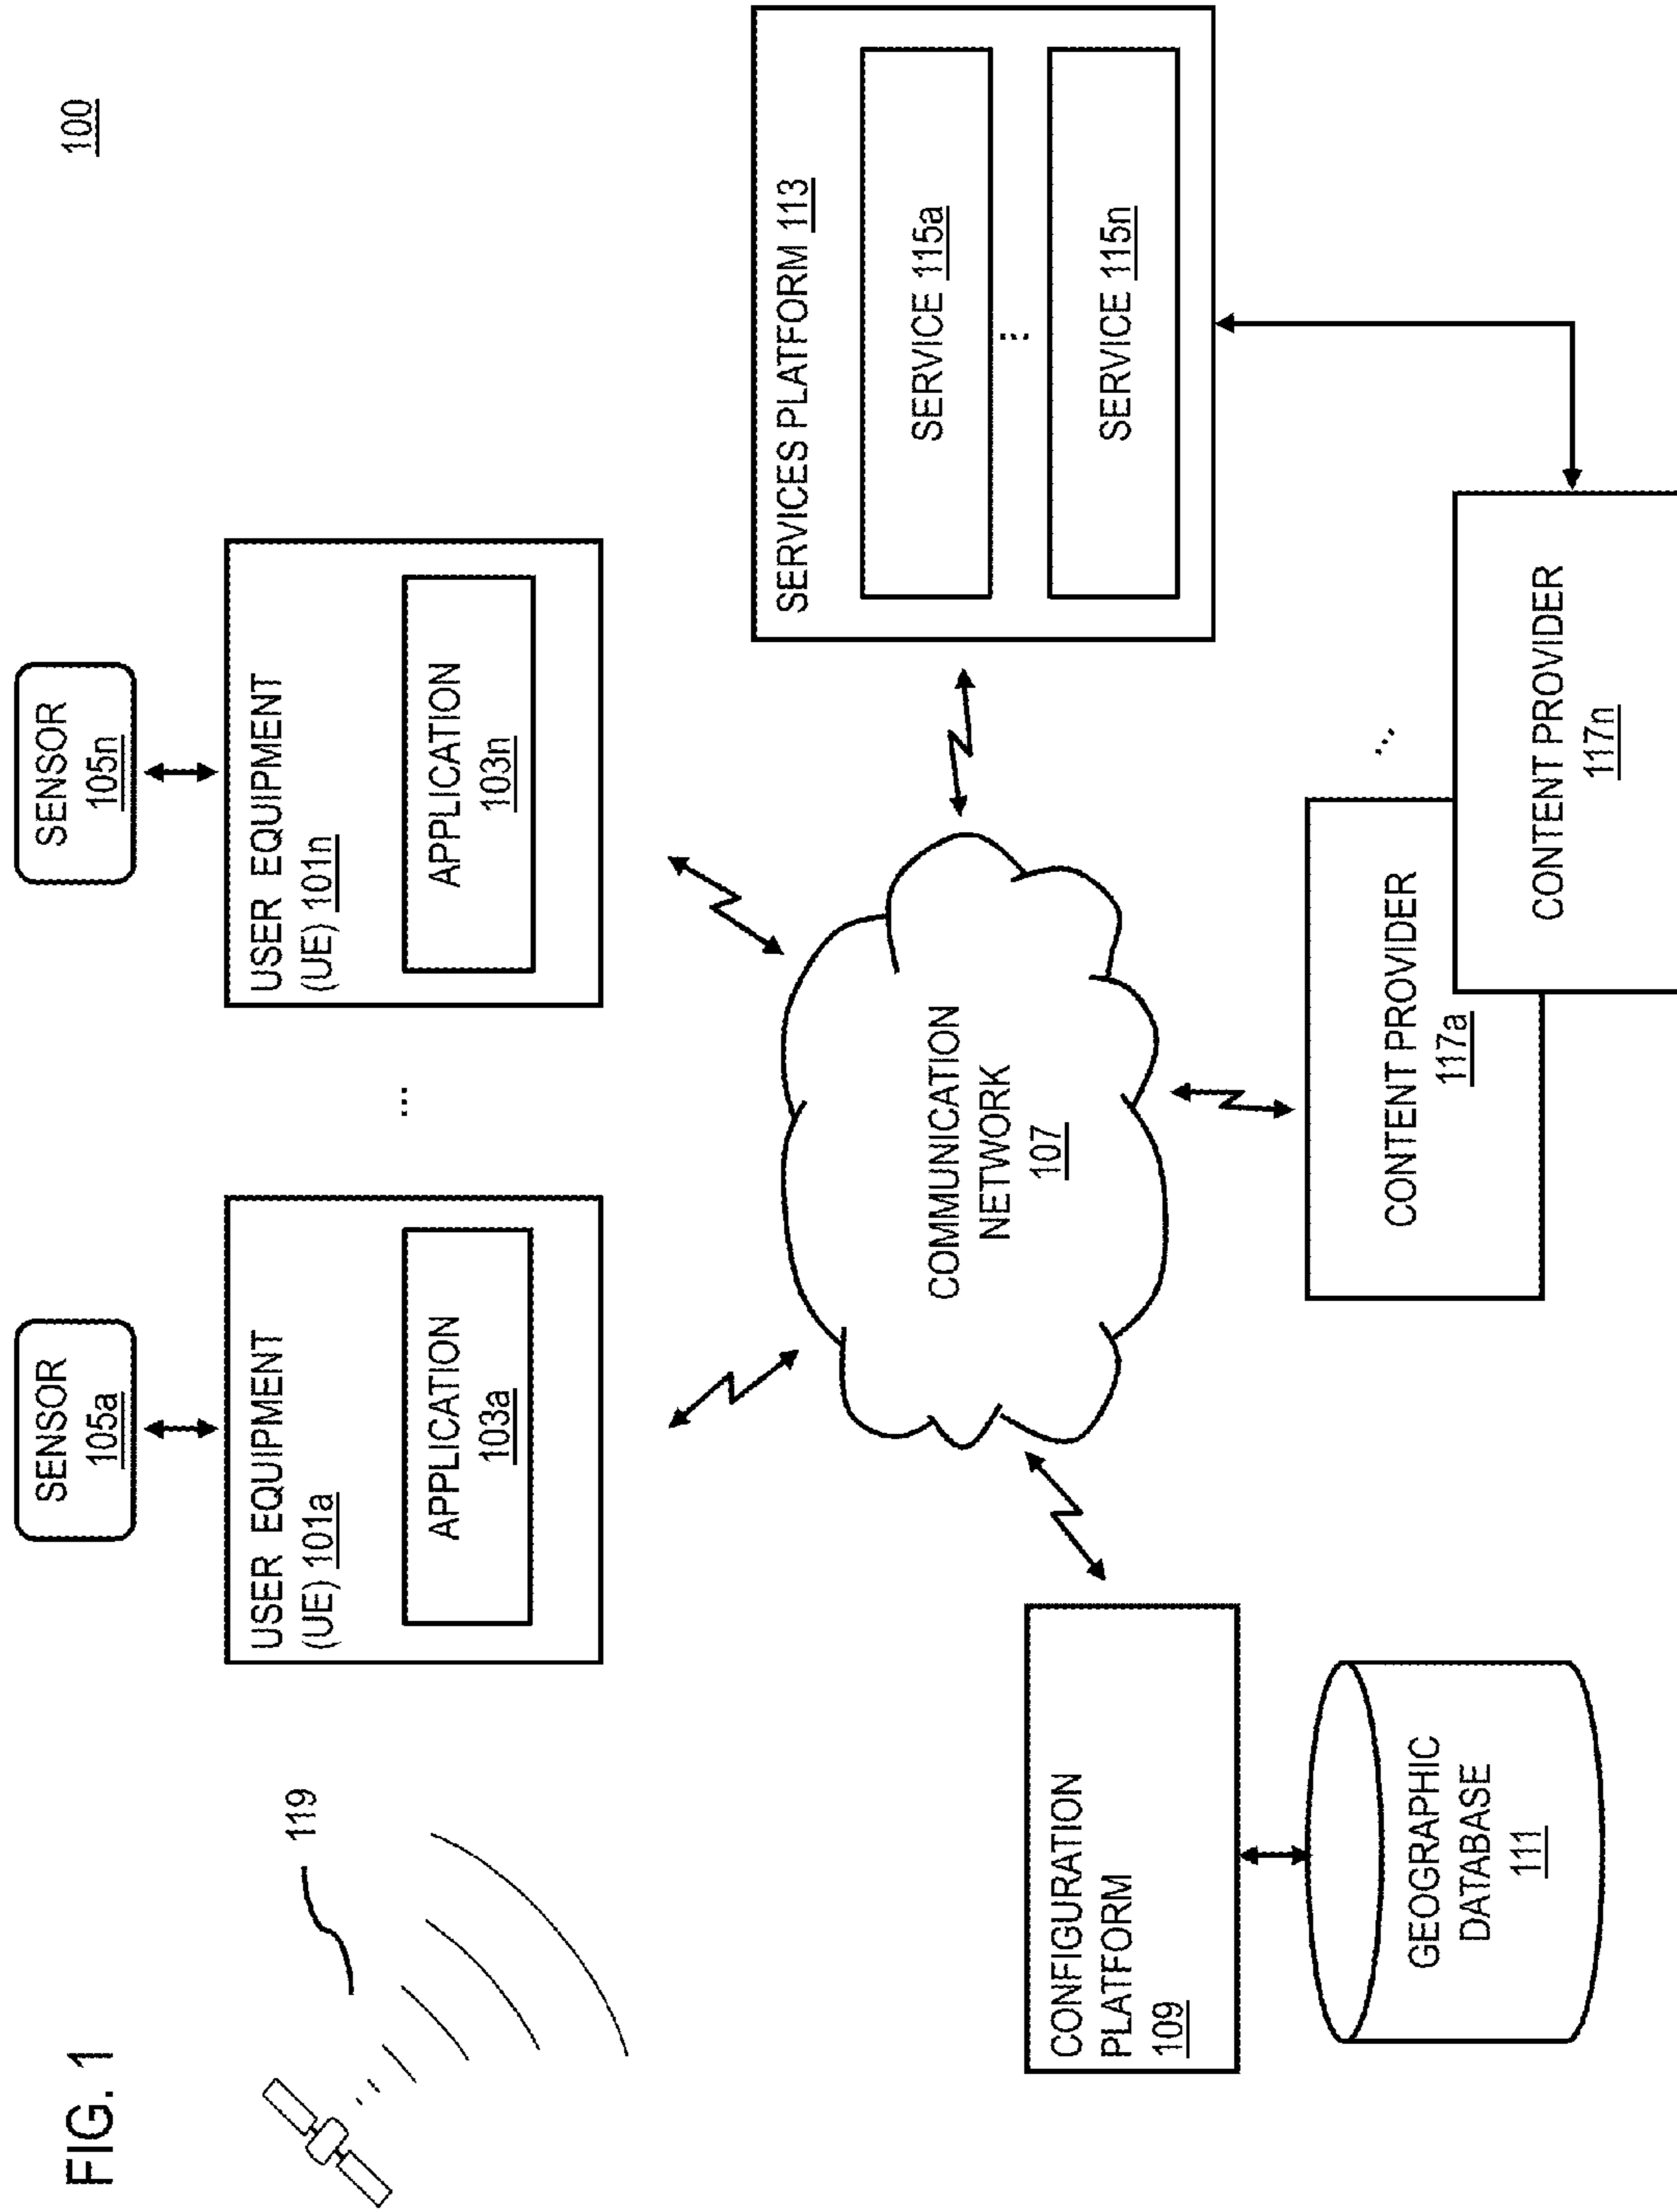 FIG. 1
100
119
SENSOR
105a
SENSOR
105n
USER EQUIPMENT
(UE) 101a
APPLICATION
103a
...
USER EQUIPMENT
(UE) 101n
APPLICATION
103n
COMMUNICATION
NETWORK
107
SERVICES PLATFORM 113
SERVICE 115a
...
SERVICE 115n
CONFIGURATION
PLATFORM
109
GEOGRAPHIC
DATABASE
111
CONTENT PROVIDER
117a
...
CONTENT PROVIDER
117n